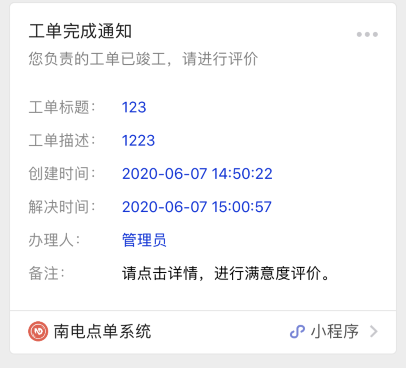 工单完成通知
您负责的工单已竣工，请进行评价
工单标题： 123
工单描述： 1223
创建时间： 2020-06-07 14:50:22
解决时间： 2020-06-07 15:00:57
办理人： 管理员
备注： 请点击详情，进行满意度评价。
南电点单系统 小程序